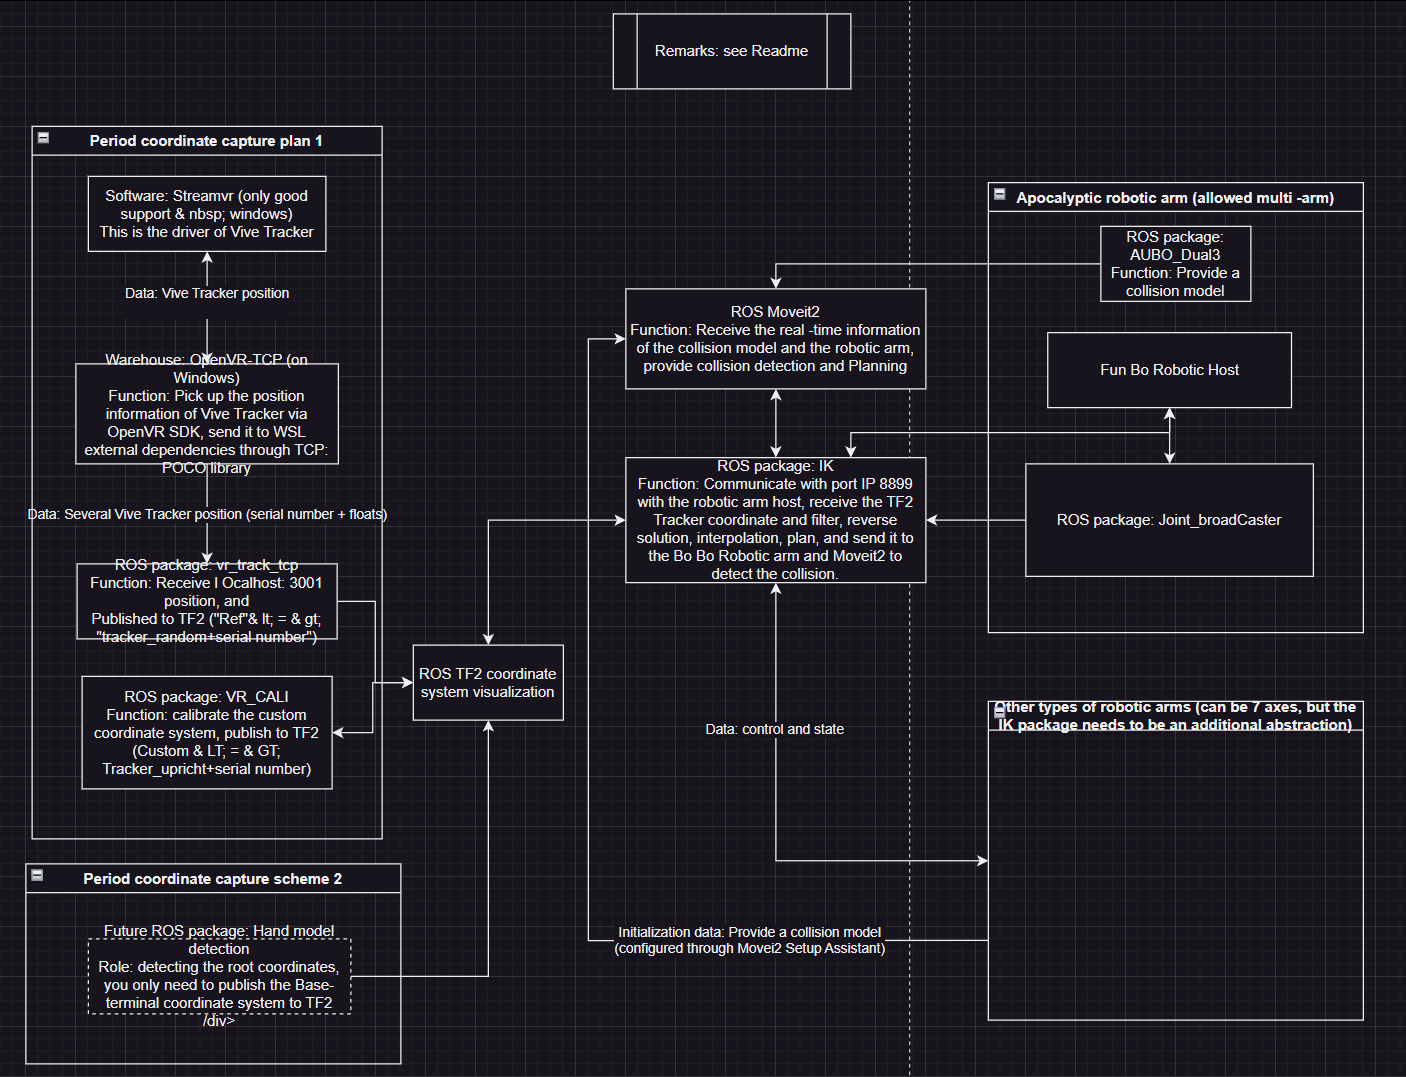 Remarks: see Readme
Period coordinate capture plan 1
Software: Streamvr (only good
support & nbsp; windows)
This is the driver of Vive Tracker
Data: Vive Tracker position
Warehouse: OpenVR-TCP (on
Windows)
Function: Pick up the position
information of Vive Tracker via
OpenVR SDK, send it to WSL
external dependencies through TCP:
POCO library
Data: Several Vive Tracker position (serial number + floats)
ROS package: vr_track_tcp
Function: Receive l Ocalhost: 3001
position, and
Published to TF2 ("Ref"& lt; = & gt;
"tracker_random+serial number")
ROS package: VR_CALI
Function: calibrate the custom
coordinate system, publish to TF2
(Custom & LT; = & GT;
Tracker_upricht+serial number)
Period coordinate capture scheme 2
Future ROS package: Hand model
detection
Role: detecting the root coordinates,
you only need to publish the Base-
terminal coordinate system to TF2
/div>
ROS TF2 coordinate
system visualization
ROS Moveit2
Function: Receive the real -time information
of the collision model and the robotic arm,
provide collision detection and Planning
ROS package: IK
Function: Communicate with port IP 8899
with the robotic arm host, receive the TF2
Tracker coordinate and filter, reverse
solution, interpolation, plan, and send it to
the Bo Bo Robotic arm and Moveit2 to
detect the collision.
Data: control and state
Initialization data: Provide a collision model
(configured through Movei2 Setup Assistant)
Apocalyptic robotic arm (allowed multi -arm)
ROS package:
AUBO_Dual3
Function: Provide a
collision model
Fun Bo Robotic Host
ROS package: Joint_broadCaster
Other types of robotic arms (can be 7 axes, but the
IK package needs to be an additional abstraction)